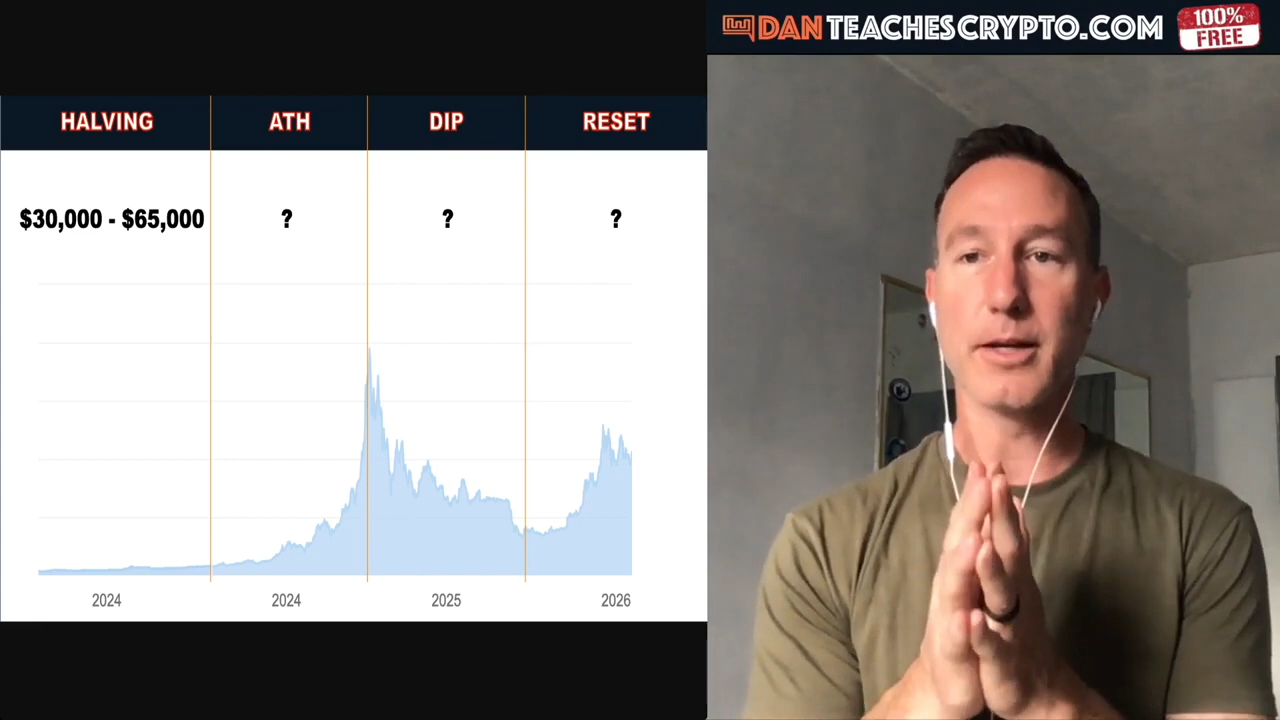 DANTEACHESCRYPTO.COM
100%
FREE
HALVING ATH DIP RESET
$30,000 - $65,000 ? ? ?
2024 2024 2025 2026